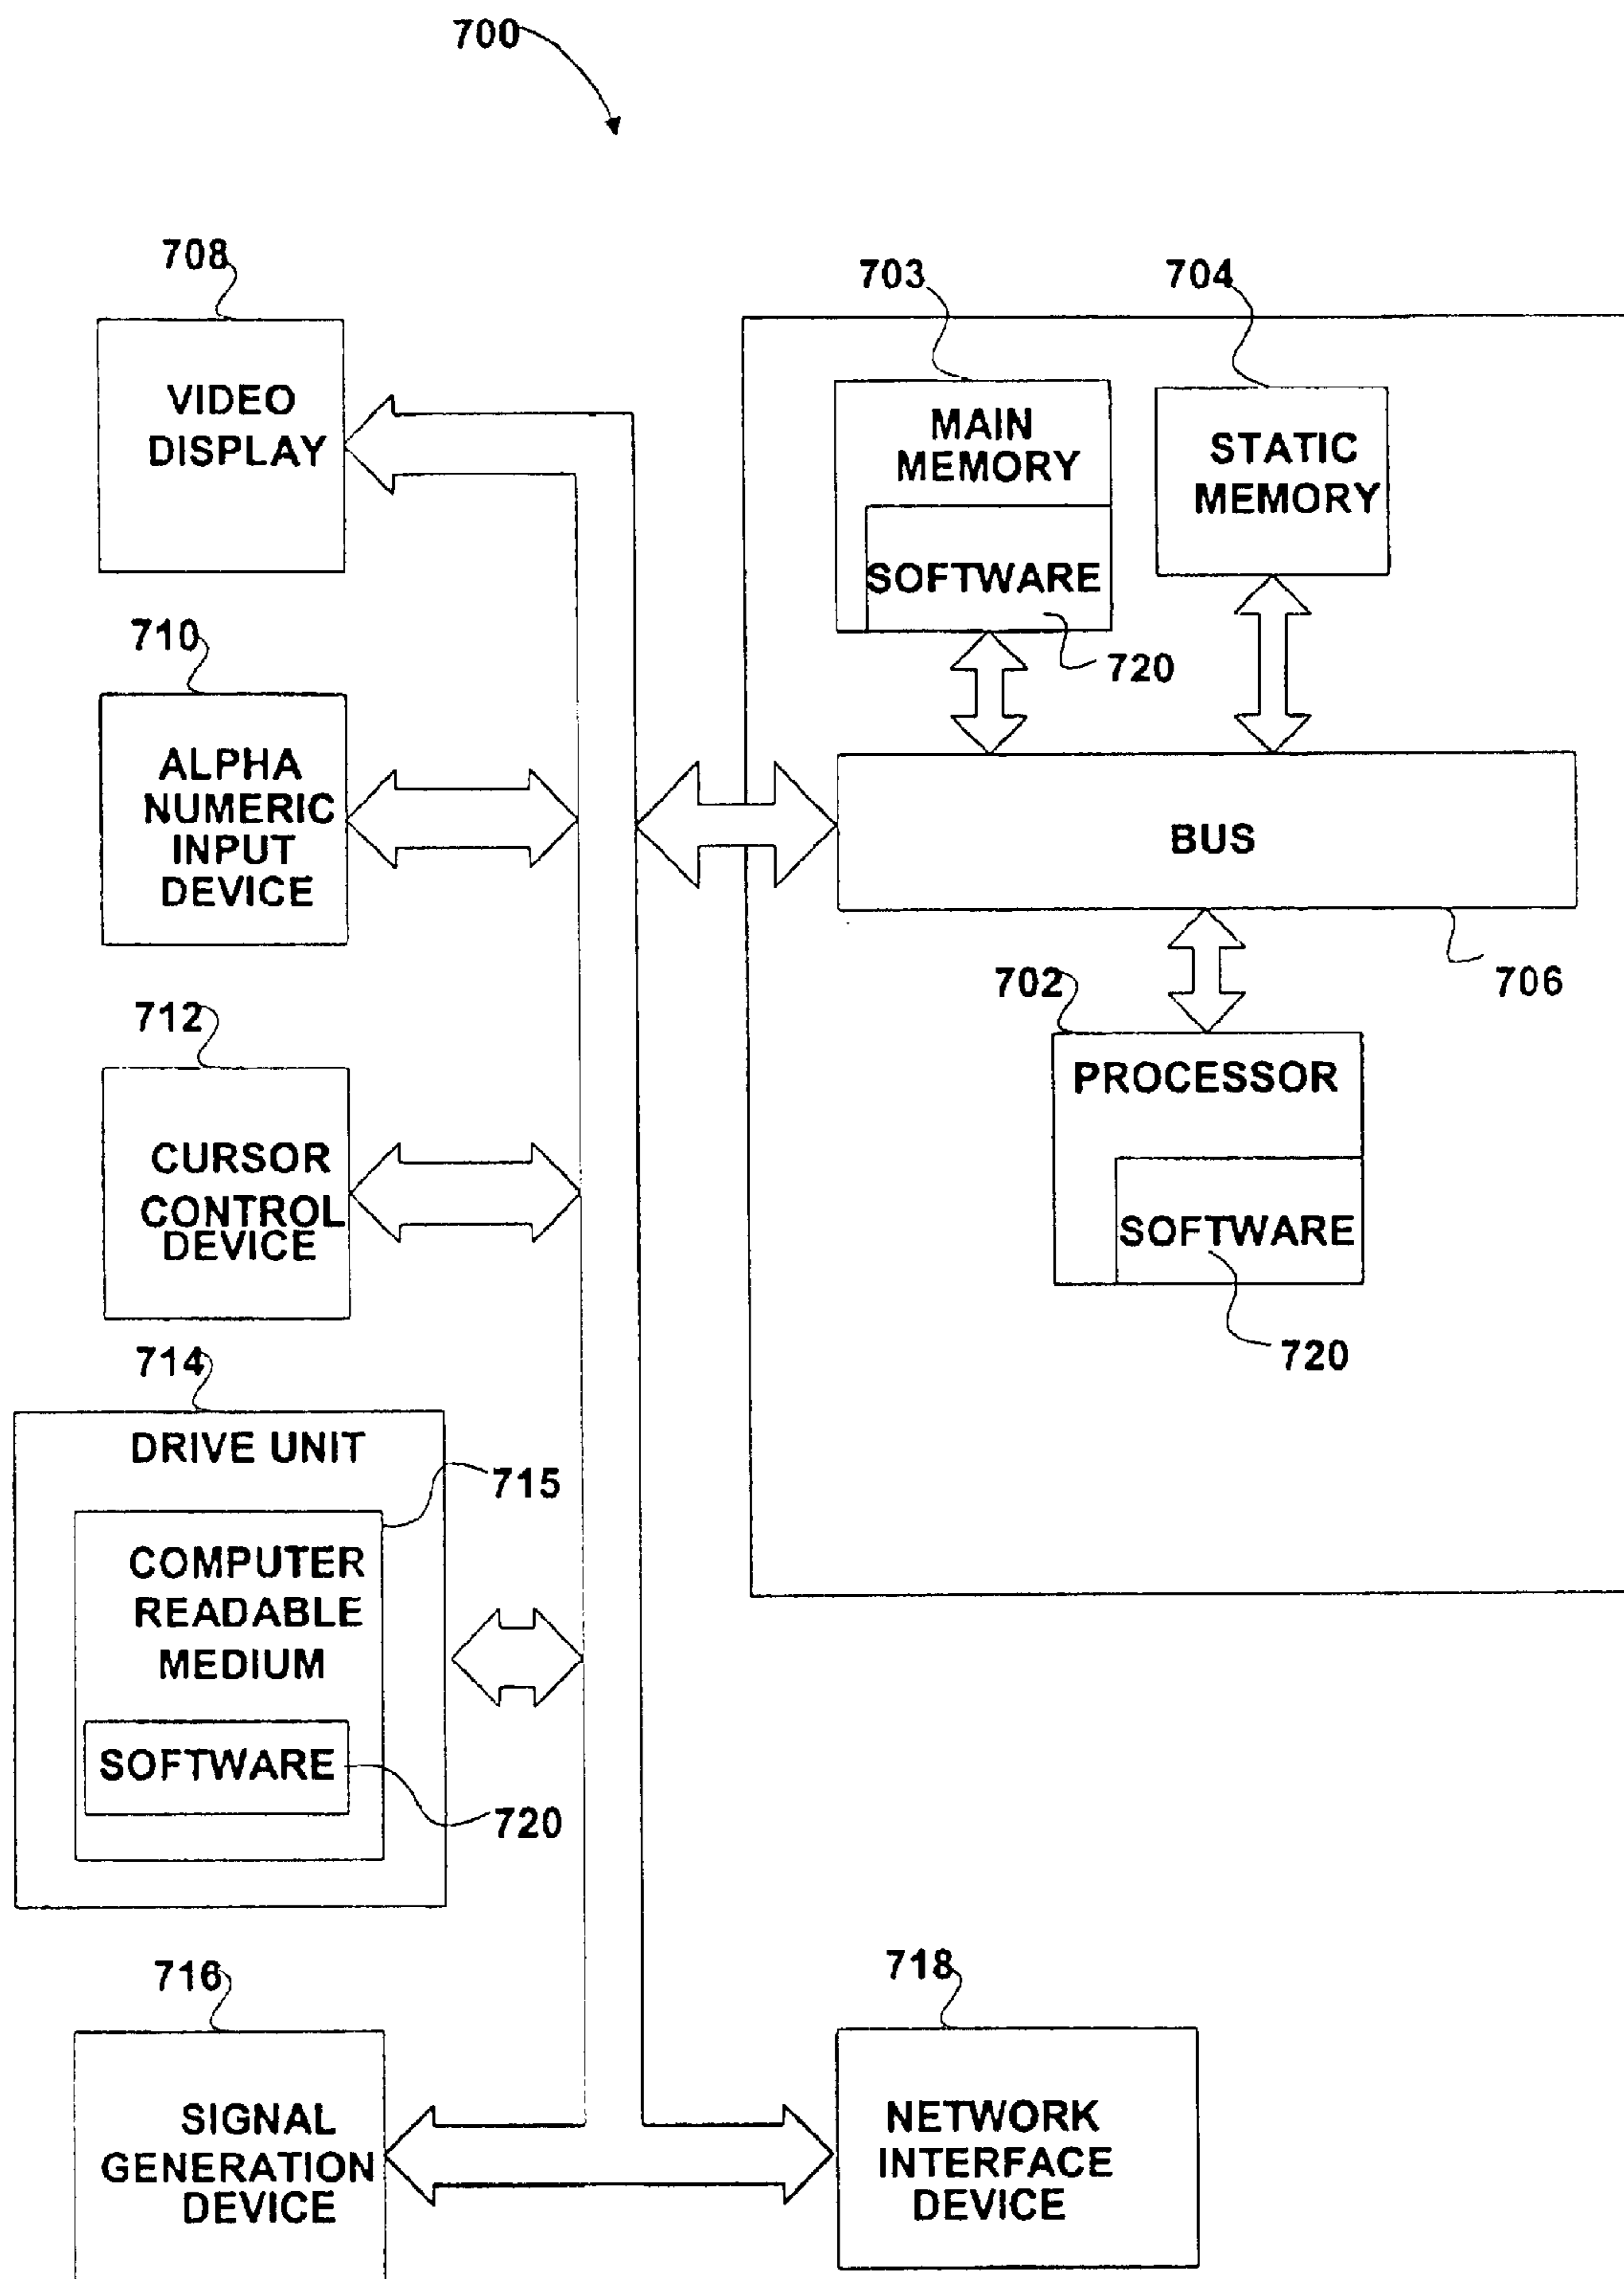 700
708
VIDEO
DISPLAY
703
MAIN
MEMORY
SOFTWARE
720
704
STATIC
MEMORY
710
ALPHA
NUMERIC
INPUT
DEVICE
BUS
706
702
PROCESSOR
SOFTWARE
720
712
CURSOR
CONTROL
DEVICE
714
DRIVE UNIT
715
COMPUTER
READABLE
MEDIUM
SOFTWARE
720
716
SIGNAL
GENERATION
DEVICE
718
NETWORK
INTERFACE
DEVICE